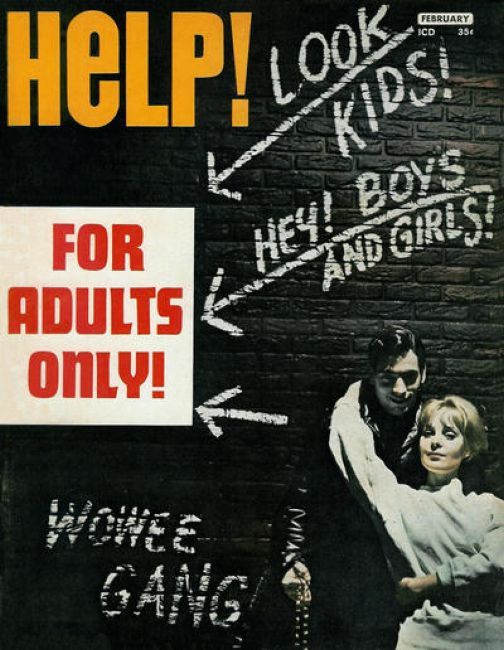 HeLP!
FEBRUARY
ICD 35¢
LOOK
KIDS!
HEY! BOYS
AND GIRLS!
FOR
ADULTS
ONLY!
WOWEE
GANG